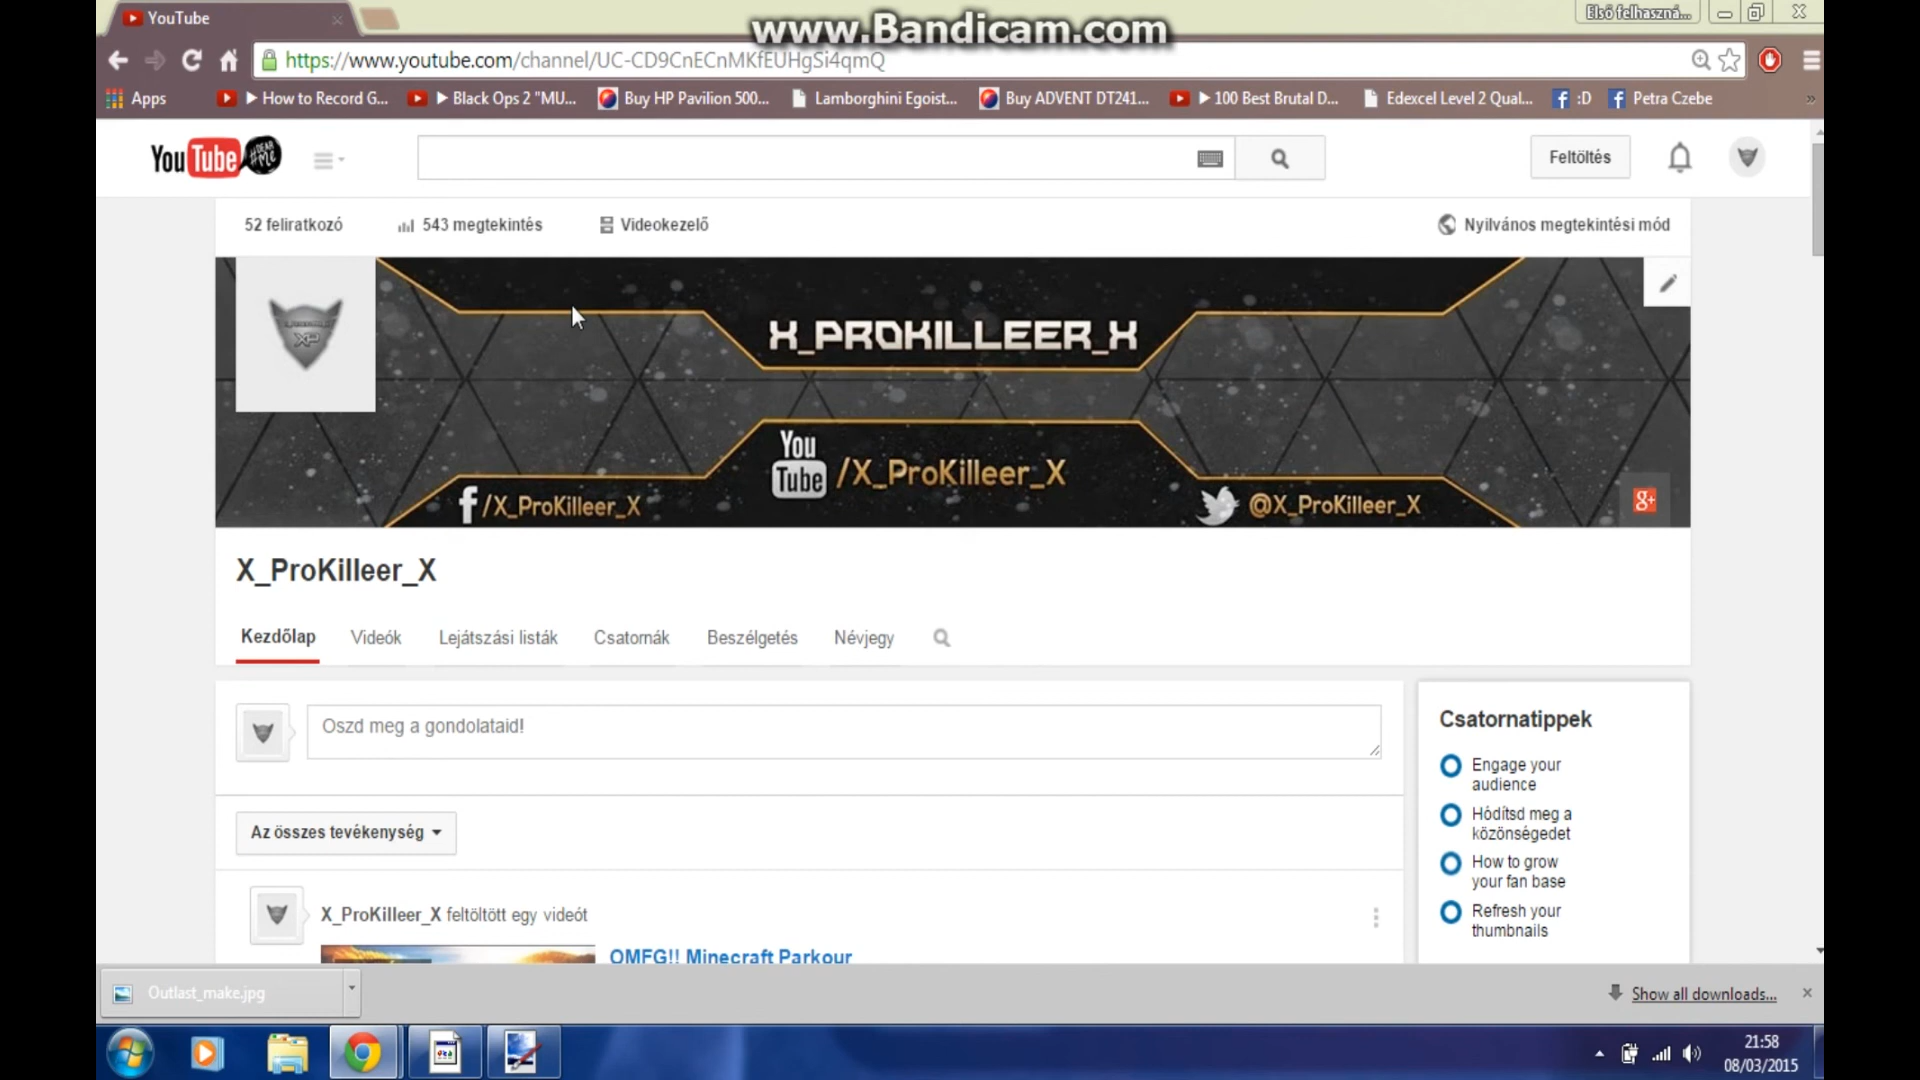 YouTube
www.Bandicam.com
Első felhaszná...
https://www.youtube.com/channel/UC-CD9CnECnMKfEUHgSi4qmQ
Apps
How to Record G...
Black Ops 2 "MU...
Buy HP Pavilion 500...
Lamborghini Egoist...
Buy ADVENT DT241...
100 Best Brutal D...
Edexcel Level 2 Qual...
:D
Petra Czebe
YouTube #DEAR Me
Feltöltés
52 feliratkozó
543 megtekintés
Videokezelő
Nyilvános megtekintési mód
XP
X_PROKILLEER_X
YouTube /X_ProKilleer_X
f /X_ProKilleer_X
@X_ProKilleer_X
g+
X_ProKilleer_X
Kezdőlap
Videók
Lejátszási listák
Csatornák
Beszélgetés
Névjegy
Oszd meg a gondolataid!
Csatornatippek
Engage your
audience
Hódítsd meg a
közönségedet
How to grow
your fan base
Refresh your
thumbnails
Az összes tevékenység
X_ProKilleer_X feltöltött egy videót
OMFG!! Minecraft Parkour
Outlast_make.jpg
Show all downloads...
21:58
08/03/2015